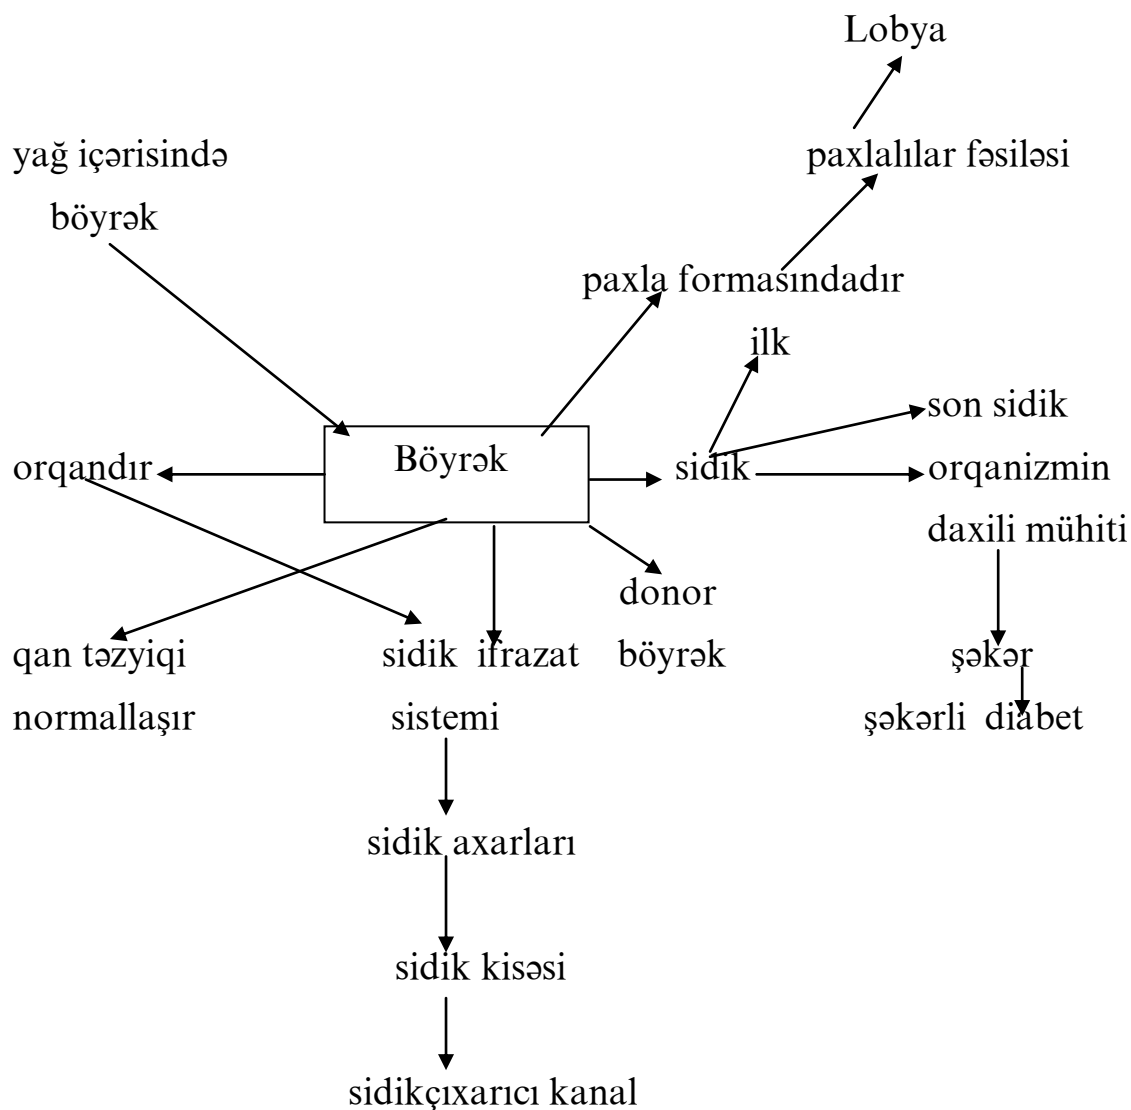 Lobya
yağ içərisində paxlalılar fəsiləsi
böyrək
paxla formasındadır
ilk
son sidik
Böyrək
orqandır sidik orqanizmin
daxili mühiti
donor
qan təzyiqi sidik ifrazat böyrək şəkər
normallaşır sistemi şəkərli diabet
sidik axarları
sidik kisəsi
sidikçıxarıcı kanal